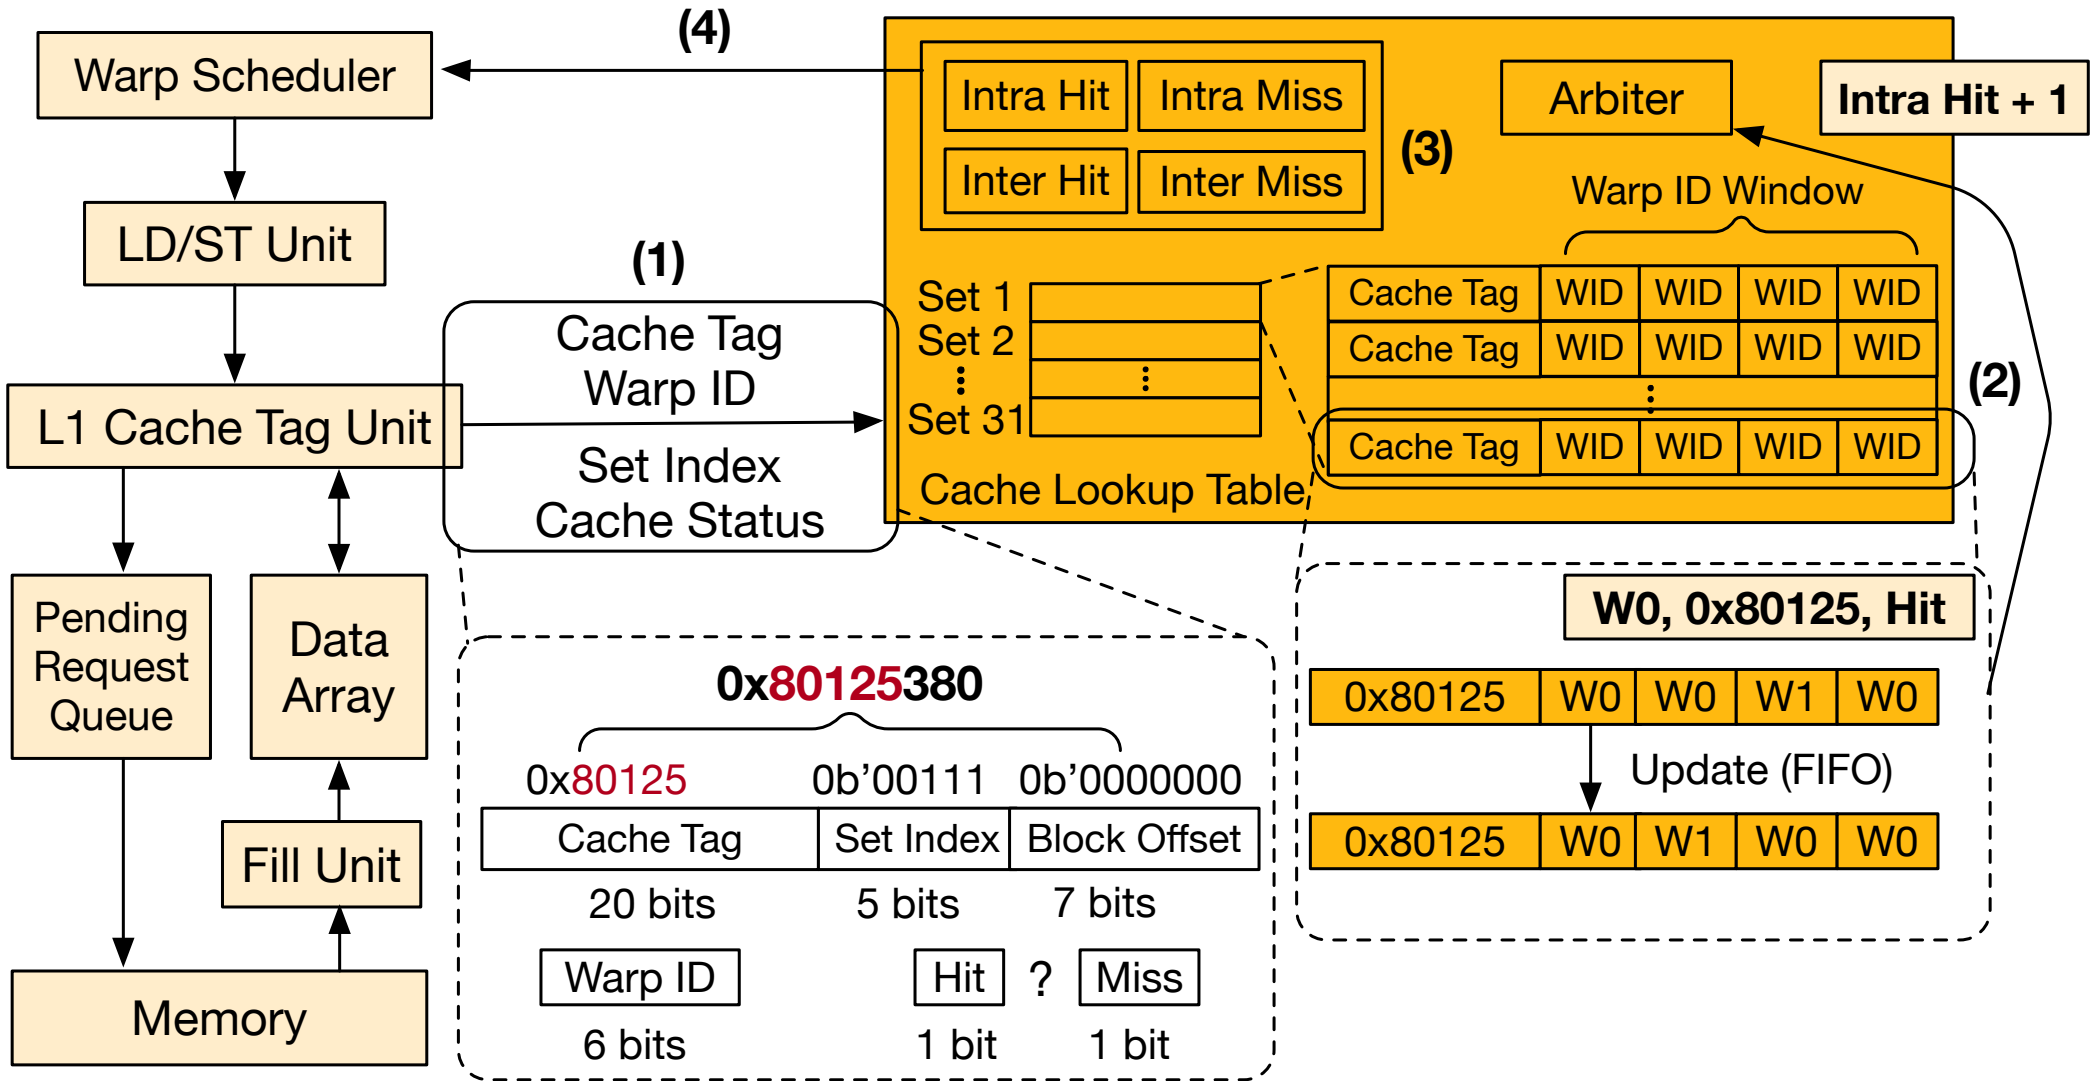 (4)
Warp Scheduler
LD/ST Unit
L1 Cache Tag Unit
Pending
Request
Queue
Data
Array
Fill Unit
Memory
(1)
Cache Tag
Warp ID
Set Index
Cache Status
Intra Hit
Intra Miss
Inter Hit
Inter Miss
(3)
Arbiter
Intra Hit + 1
Warp ID Window
Set 1
Set 2
Set 31
Cache Lookup Table
Cache Tag WID WID WID WID
Cache Tag WID WID WID WID
Cache Tag WID WID WID WID
(2)
0x80125380
0x80125 0b’00111 0b’0000000
Cache Tag Set Index Block Offset
20 bits 5 bits 7 bits
Warp ID Hit ? Miss
6 bits 1 bit 1 bit
W0, 0x80125, Hit
0x80125 W0 W0 W1 W0
Update (FIFO)
0x80125 W0 W1 W0 W0